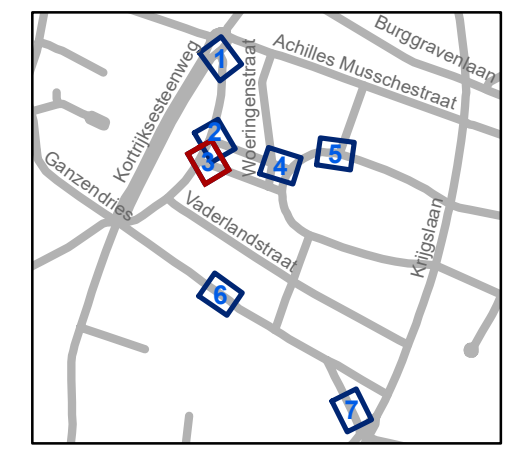 Burggravenlaan
Achilles Musschestraat
Kortrijksesteenweg
Woeringenstraat
1
2
3
4
5
Ganzendries
Vaderlandstraat
Krijgslaan
6
7